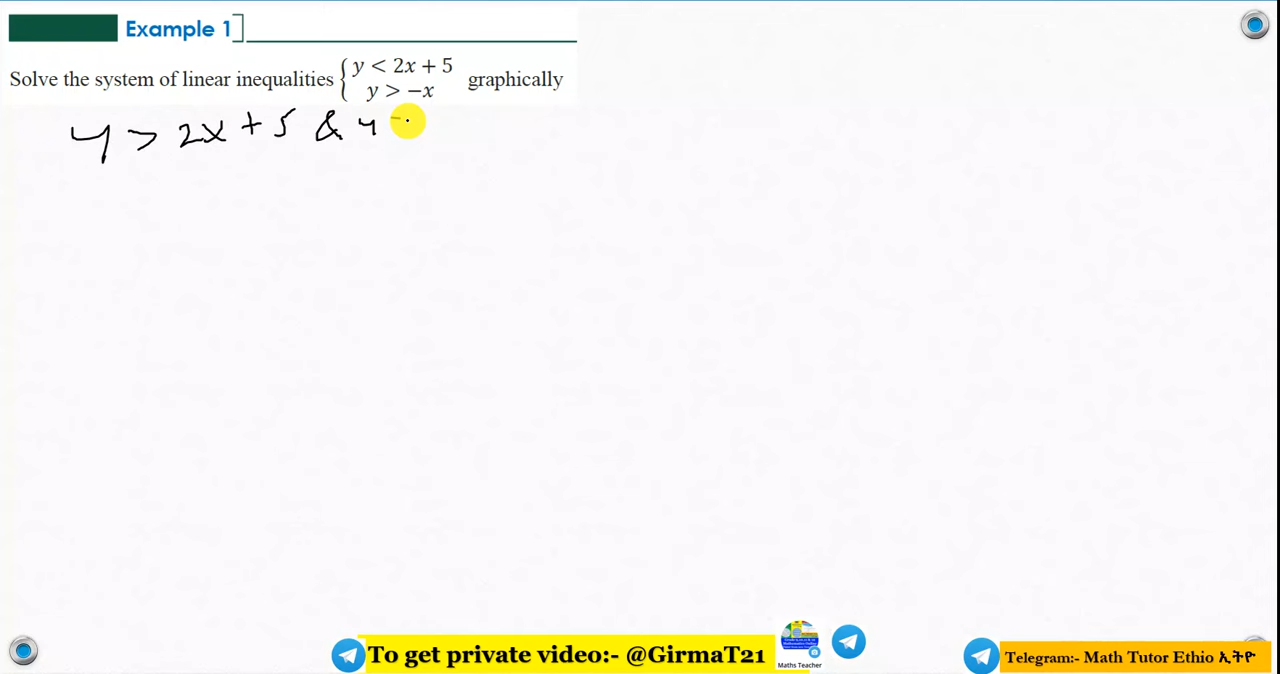 Example 1
Solve the system of linear inequalities { y < 2x + 5 graphically
y > −x
y > 2x + 5 & y =
To get private video:- @GirmaT21
Maths Teacher
Telegram:- Math Tutor Ethio ኢትዮ